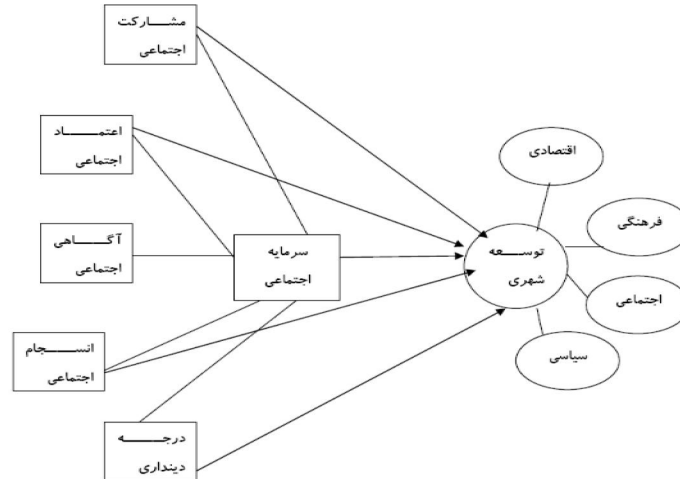 مشارکت
اجتماعی
اعتماد
اجتماعی
آگاهی
اجتماعی
انسجام
اجتماعی
درجه
دینداری
سرمایه
اجتماعی
توسعه
شهری
اقتصادی
فرهنگی
اجتماعی
سیاسی